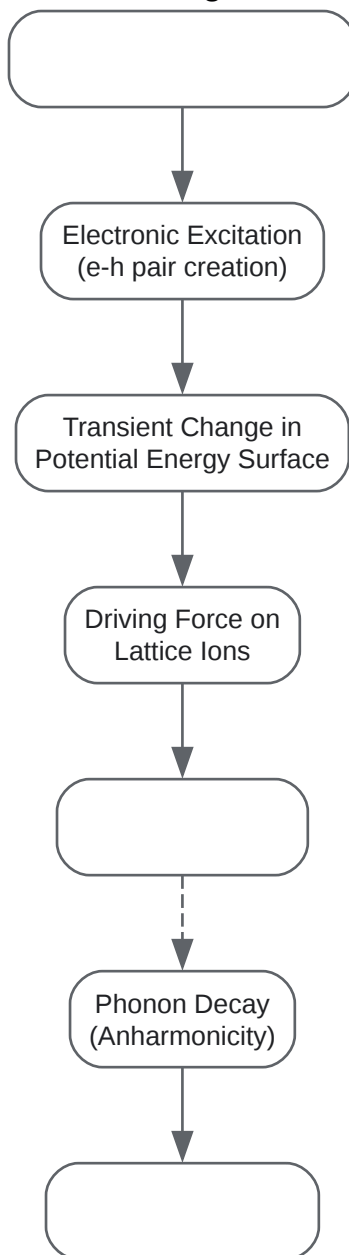 Electronic Excitation
(e-h pair creation)
Transient Change in
Potential Energy Surface
Driving Force on
Lattice Ions
Phonon Decay
(Anharmonicity)